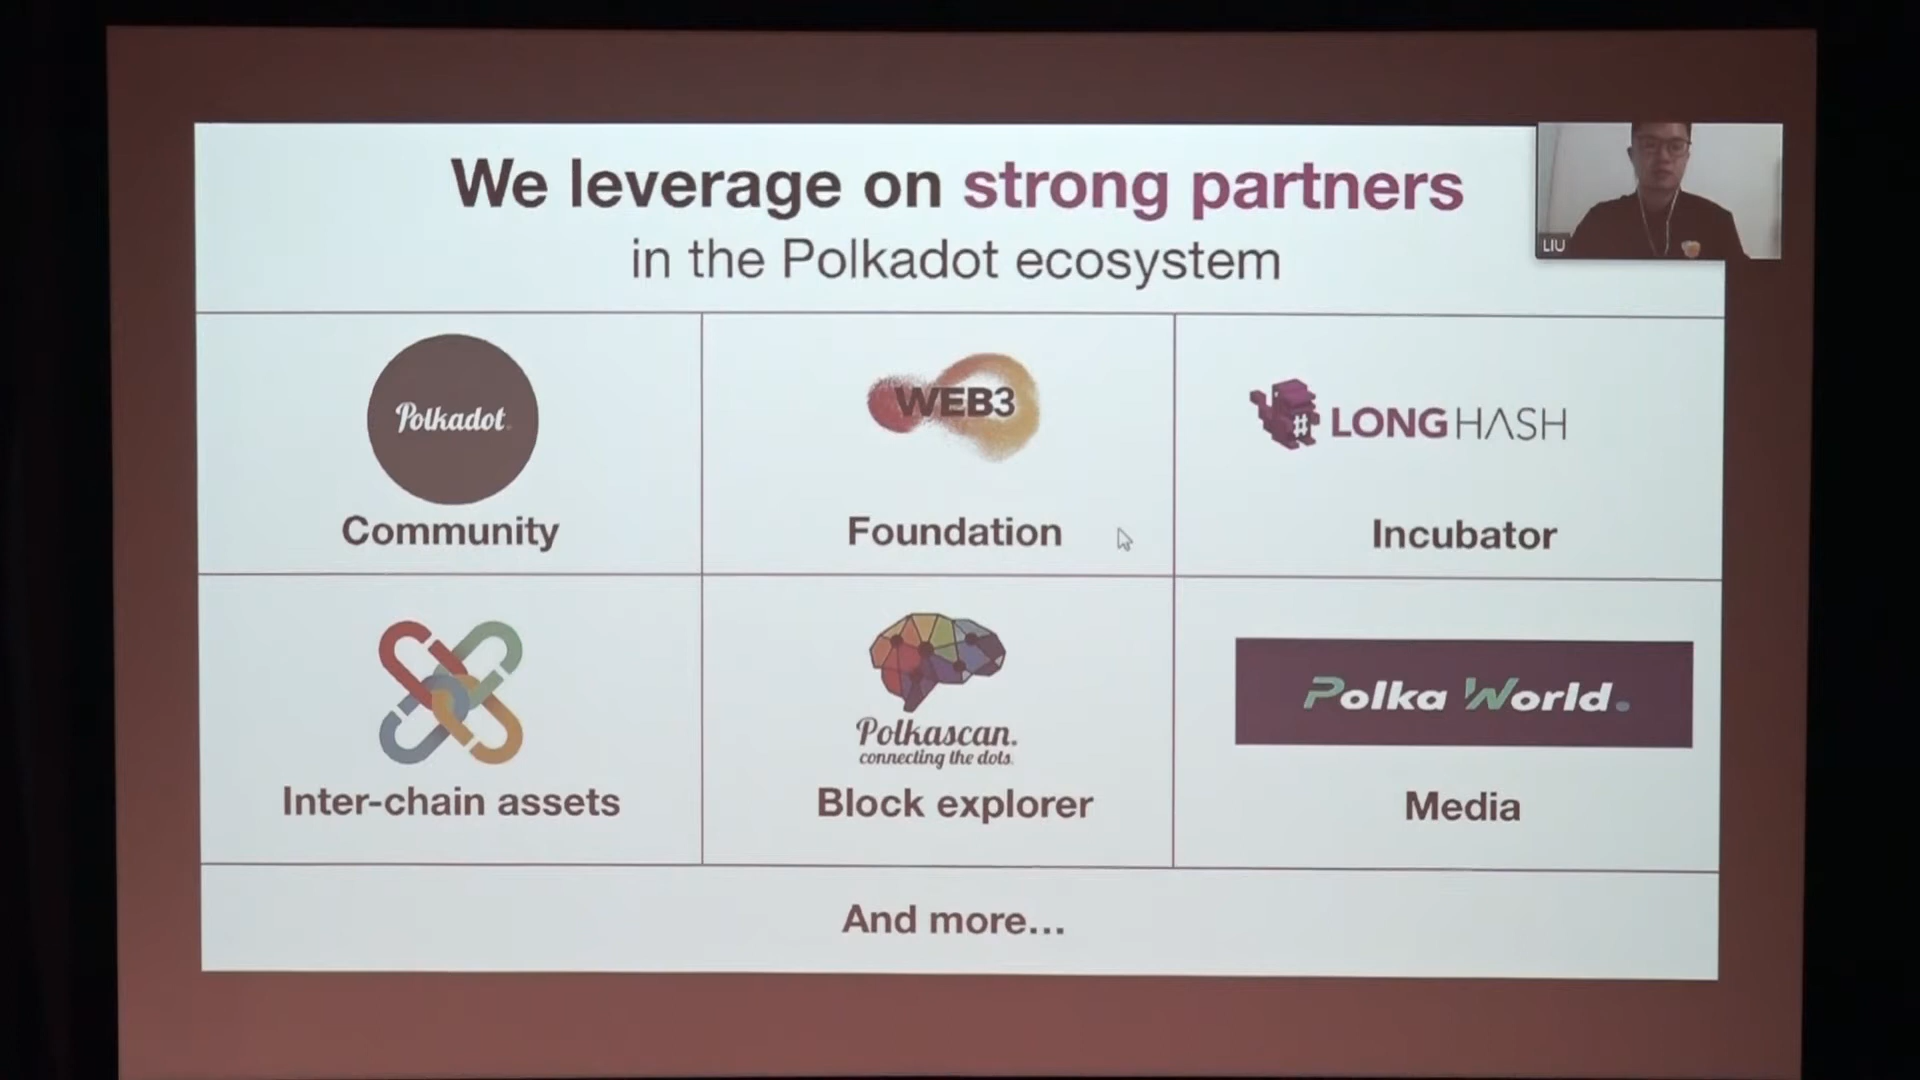 We leverage on strong partners
in the Polkadot ecosystem
LIU
Polkadot.
Community
WEB3
Foundation
LONGHASH
Incubator
Inter-chain assets
Polkascan.
connecting the dots.
Block explorer
Polka World.
Media
And more...